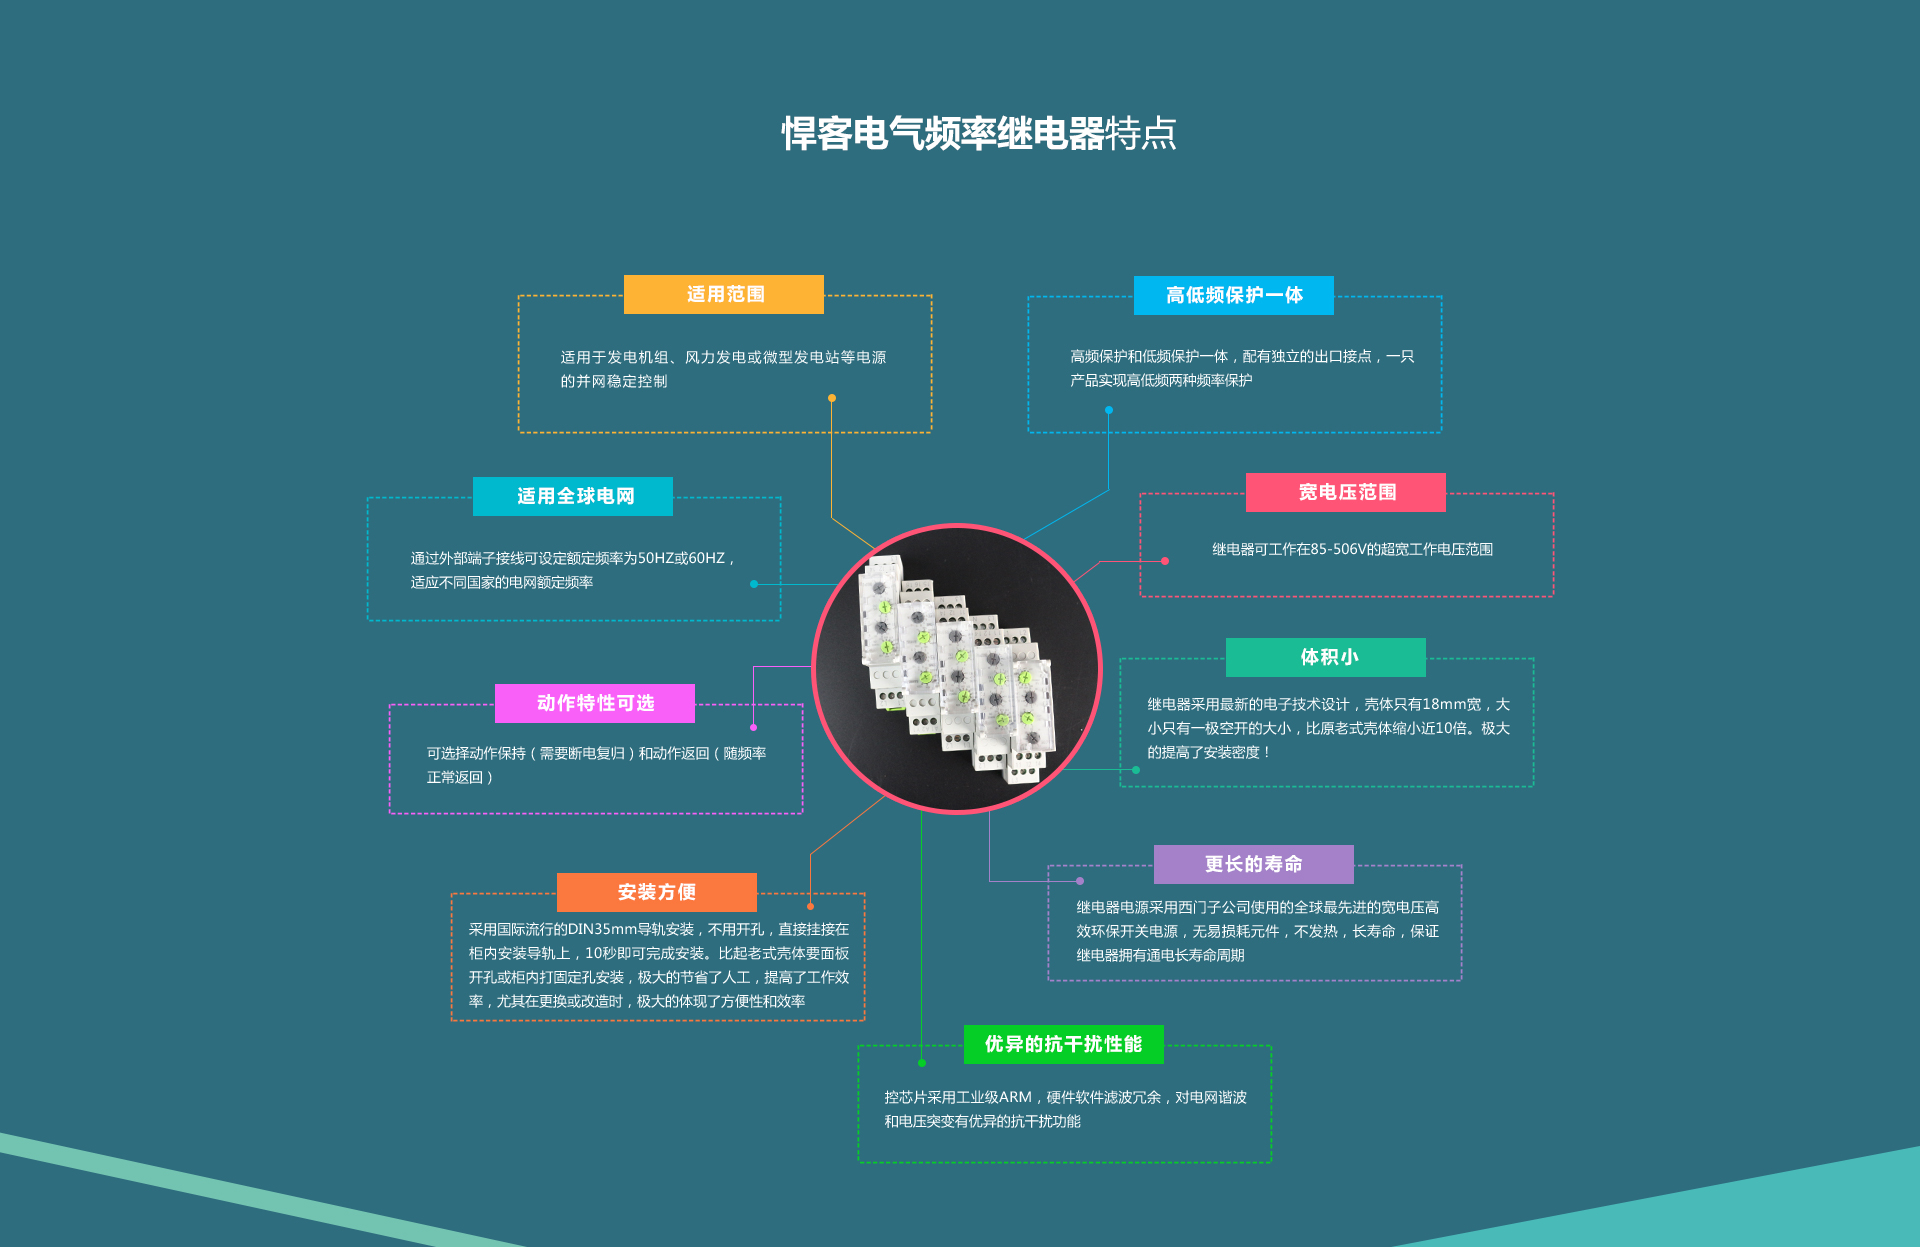 悍客电气频率继电器特点
适用范围
适用于发电机组、风力发电或微型发电站等电源
的并网稳定控制
高低频保护一体
高频保护和低频保护一体，配有独立的出口接点，一只
产品实现高低频两种频率保护
适用全球电网
通过外部端子接线可设定额定频率为50HZ或60HZ，
适应不同国家的电网额定频率
宽电压范围
继电器可工作在85-506V的超宽工作电压范围
体积小
继电器采用最新的电子技术设计，壳体只有18mm宽，大
小只有一极空开的大小，比原老式壳体缩小近10倍。极大
的提高了安装密度！
动作特性可选
可选择动作保持（需要断电复归）和动作返回（随频率
正常返回）
更长的寿命
继电器电源采用西门子公司使用的全球最先进的宽电压高
效环保开关电源，无易损耗元件，不发热，长寿命，保证
继电器拥有通电长寿命周期
安装方便
采用国际流行的DIN35mm导轨安装，不用开孔，直接挂接在
柜内安装导轨上，10秒即可完成安装。比起老式壳体要面板
开孔或柜内打固定孔安装，极大的节省了人工，提高了工作效
率，尤其在更换或改造时，极大的体现了方便性和效率
优异的抗干扰性能
控芯片采用工业级ARM，硬件软件滤波冗余，对电网谐波
和电压突变有优异的抗干扰功能